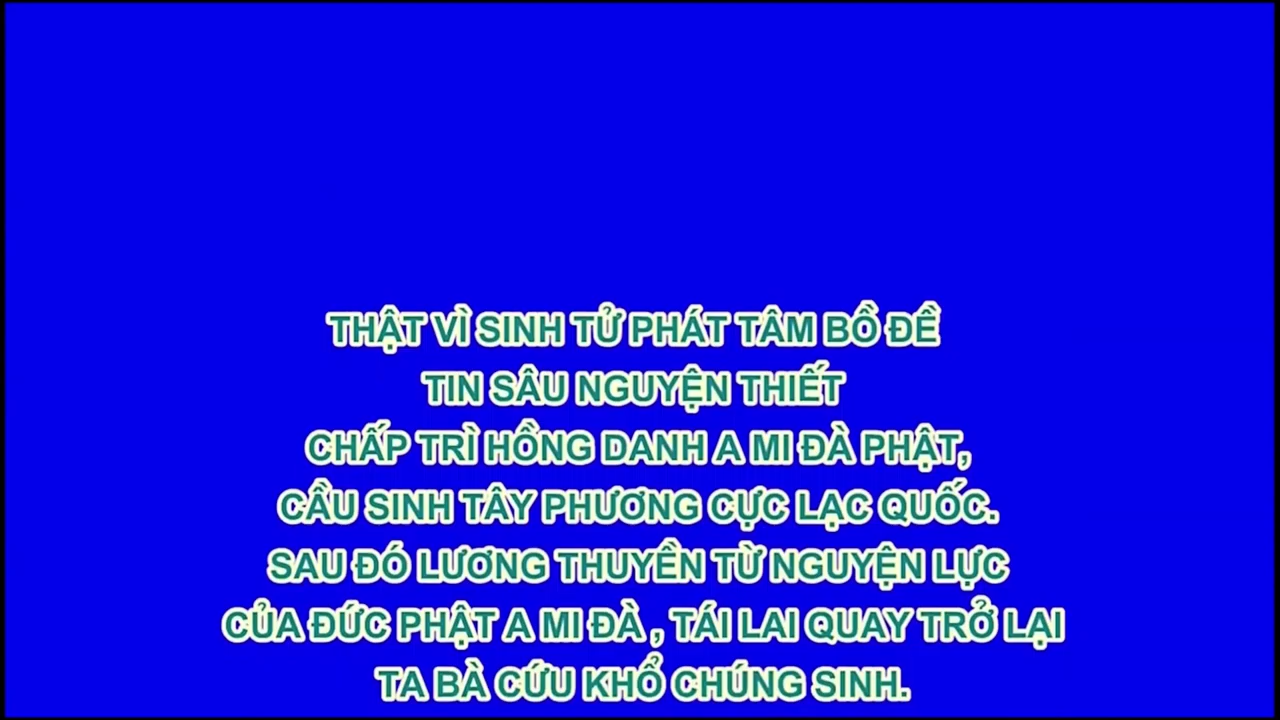 THẬT VÌ SINH TỬ PHÁT TÂM BỒ ĐỀ
TIN SÂU NGUYỆN THIẾT
CHẤP TRÌ HỒNG DANH A MI ĐÀ PHẬT,
CẦU SINH TÂY PHƯƠNG CỰC LẠC QUỐC.
SAU ĐÓ LƯƠNG THUYỀN TỪ NGUYỆN LỰC
CỦA ĐỨC PHẬT A MI ĐÀ , TÁI LAI QUAY TRỞ LẠI
TA BÀ CỨU KHỔ CHÚNG SINH.